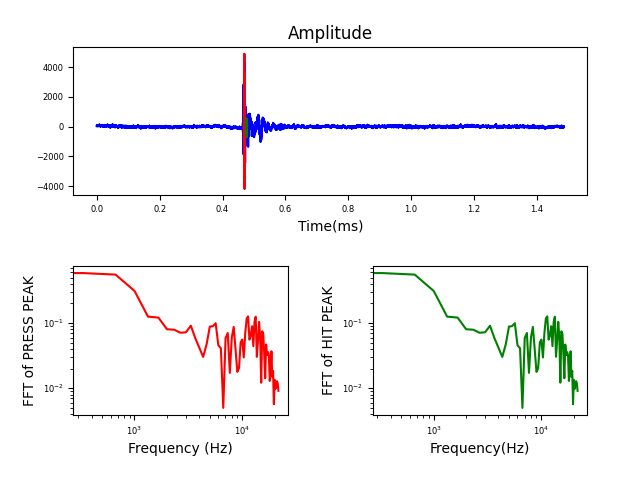 Amplitude
4000
2000
0
−2000
−4000
0.0 0.2 0.4 0.6 0.8 1.0 1.2 1.4
Time(ms)
FFT of PRESS PEAK
10⁻¹
10⁻²
10³ 10⁴
Frequency (Hz)
FFT of HIT PEAK
10⁻¹
10⁻²
10³ 10⁴
Frequency(Hz)